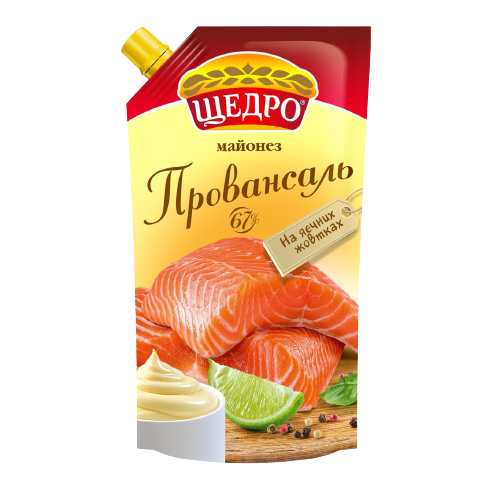 ЩЕДРО®
майонез
Провансаль
67%
На яєчних
жовтках